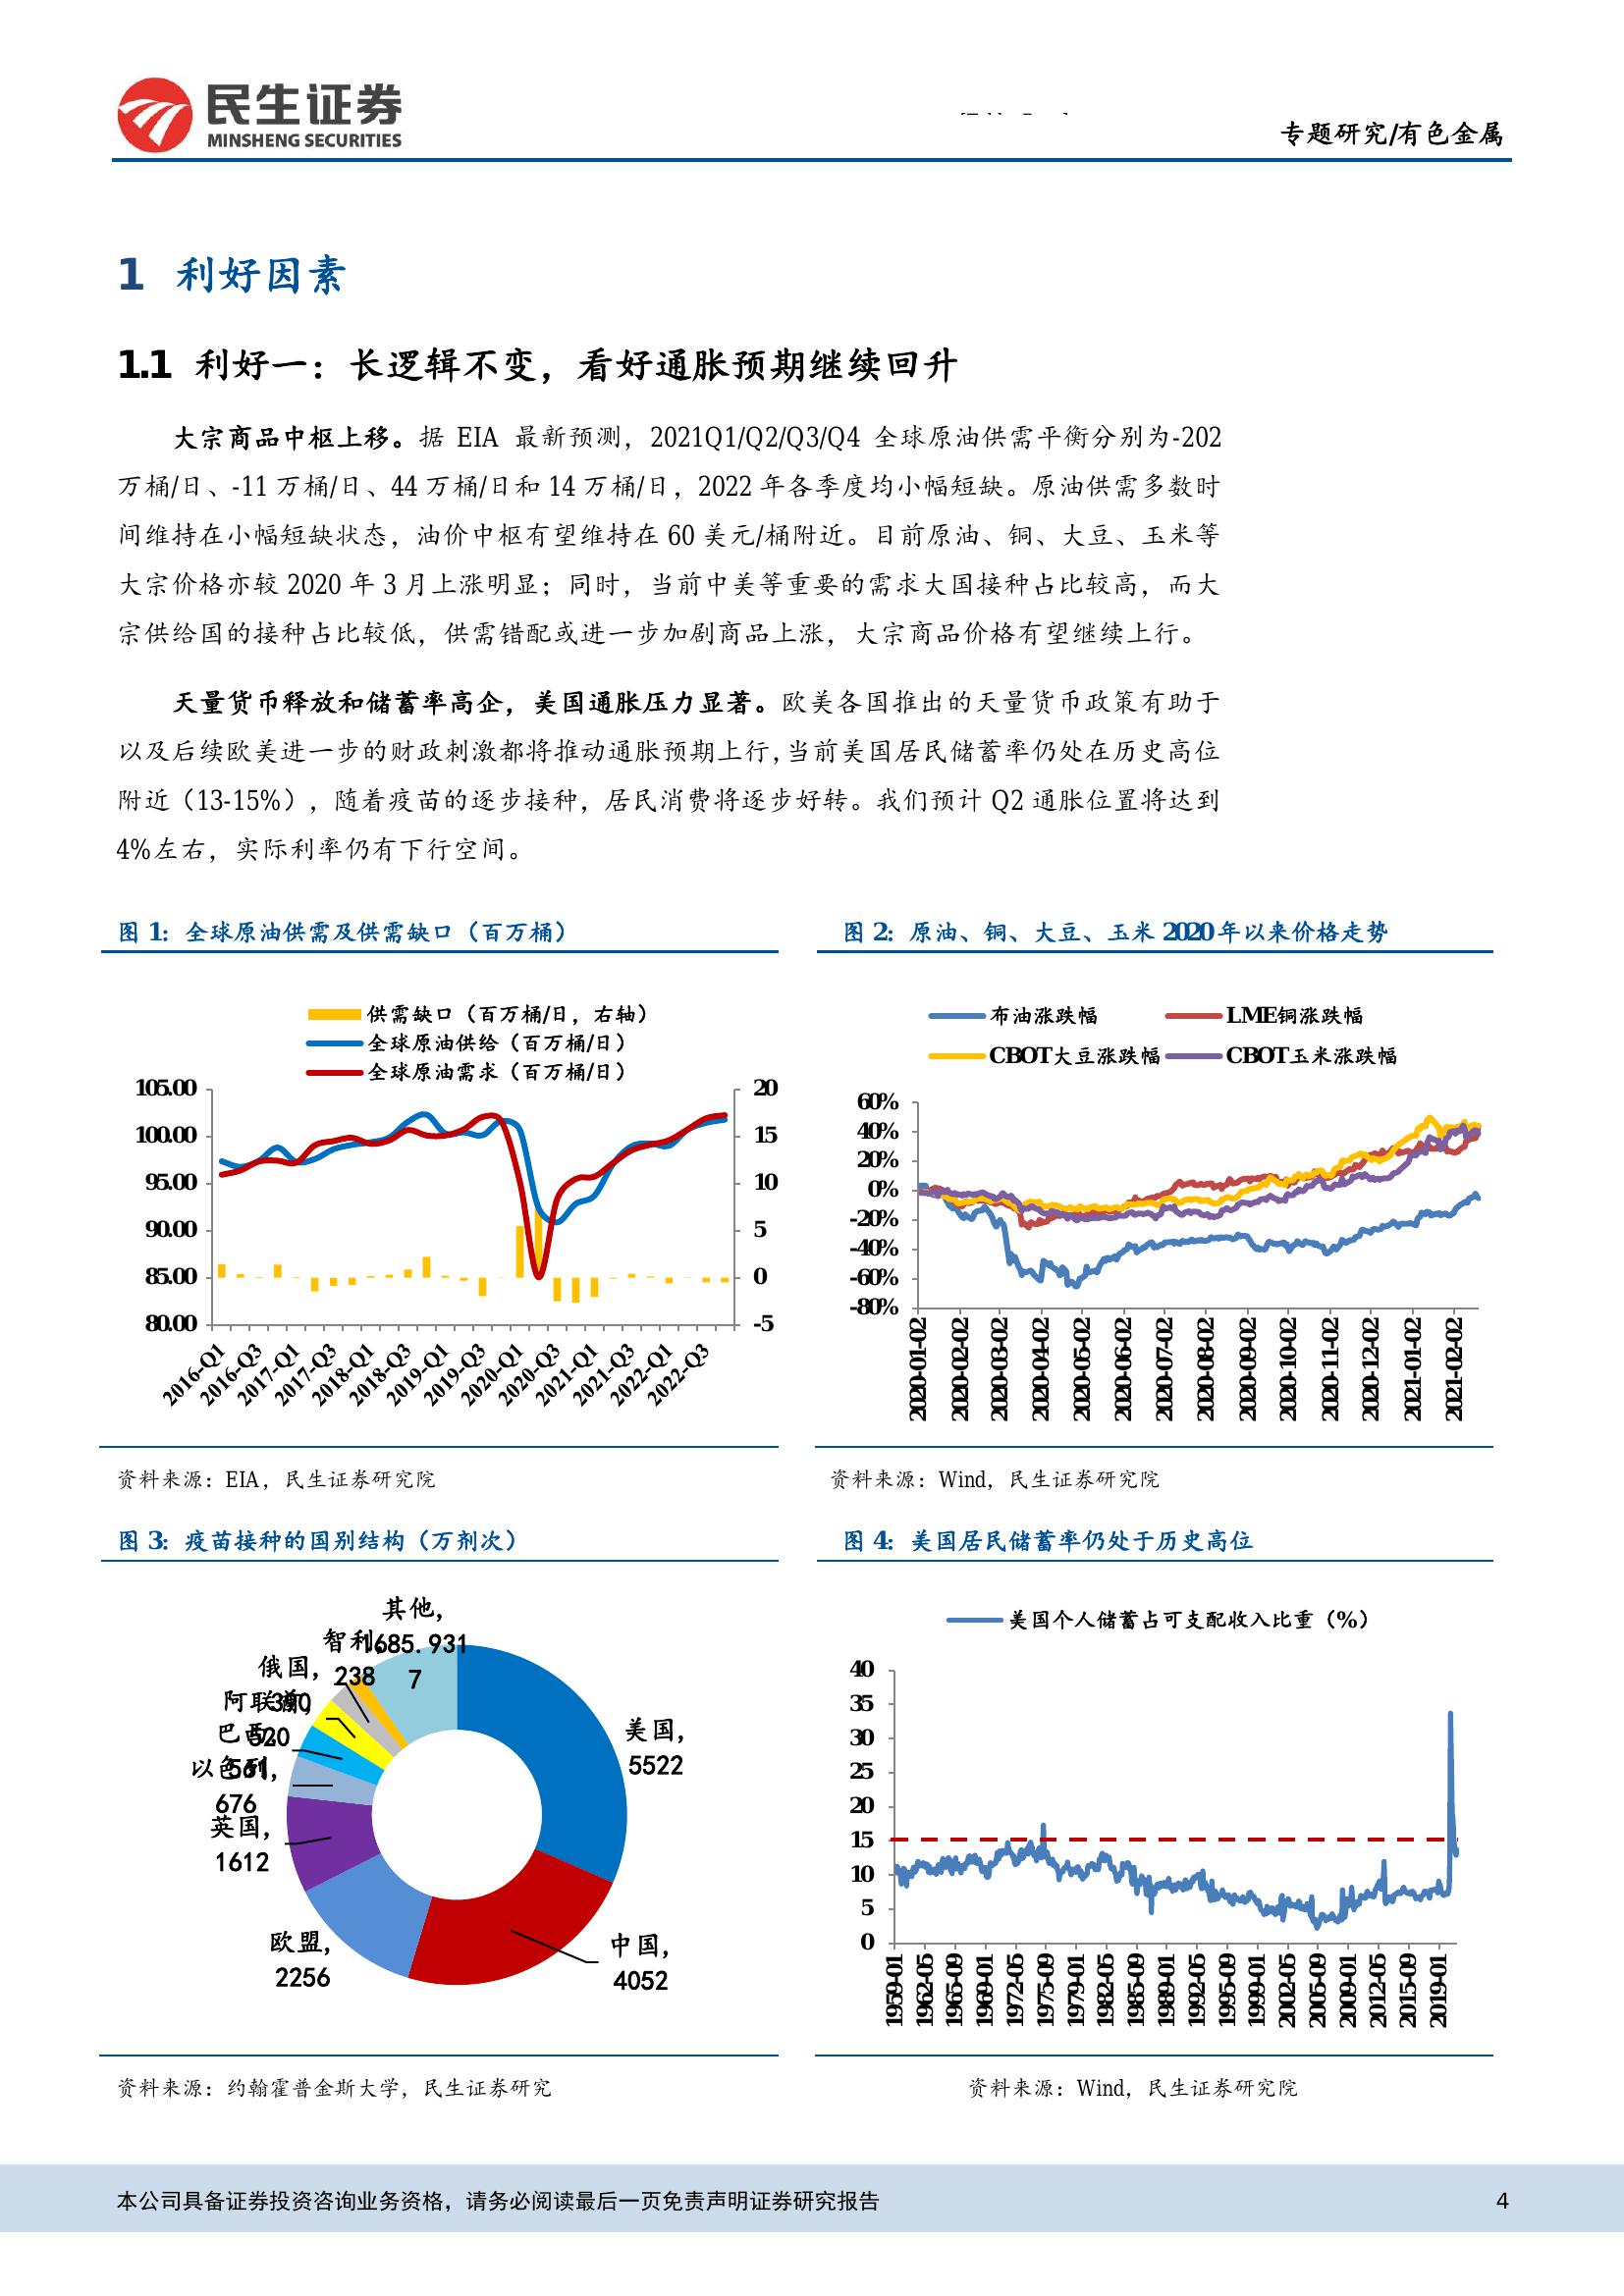 民生证券
MINSHENG SECURITIES
专题研究/有色金属
1 利好因素
1.1 利好一：长逻辑不变，看好通胀预期继续回升
大宗商品中枢上移。据 EIA 最新预测，2021Q1/Q2/Q3/Q4 全球原油供需平衡分别为-202
万桶/日、-11 万桶/日、44 万桶/日和 14 万桶/日，2022 年各季度均小幅短缺。原油供需多数时
间维持在小幅短缺状态，油价中枢有望维持在 60 美元/桶附近。目前原油、铜、大豆、玉米等
大宗价格亦较 2020 年 3 月上涨明显；同时，当前中美等重要的需求大国接种占比较高，而大
宗供给国的接种占比较低，供需错配或进一步加剧商品上涨，大宗商品价格有望继续上行。
天量货币释放和储蓄率高企，美国通胀压力显著。欧美各国推出的天量货币政策有助于
以及后续欧美进一步的财政刺激都将推动通胀预期上行，当前美国居民储蓄率仍处在历史高位
附近（13-15%），随着疫苗的逐步接种，居民消费将逐步好转。我们预计 Q2 通胀位置将达到
4%左右，实际利率仍有下行空间。
图 1：全球原油供需及供需缺口（百万桶）
供需缺口（百万桶/日，右轴）
全球原油供给（百万桶/日）
全球原油需求（百万桶/日）
105.00
100.00
95.00
90.00
85.00
80.00
20
15
10
5
0
-5
2016-Q1
2016-Q3
2017-Q1
2017-Q3
2018-Q1
2018-Q3
2019-Q1
2019-Q3
2020-Q1
2020-Q3
2021-Q1
2021-Q3
2022-Q1
2022-Q3
资料来源：EIA，民生证券研究院
图 2：原油、铜、大豆、玉米 2020 年以来价格走势
布油涨跌幅
LME铜涨跌幅
CBOT大豆涨跌幅
CBOT玉米涨跌幅
60%
40%
20%
0%
-20%
-40%
-60%
-80%
2020-01-02
2020-02-02
2020-03-02
2020-04-02
2020-05-02
2020-06-02
2020-07-02
2020-08-02
2020-09-02
2020-10-02
2020-11-02
2020-12-02
2021-01-02
2021-02-02
资料来源：Wind，民生证券研究院
图 3：疫苗接种的国别结构（万剂次）
其他，
1685.931
7
智利，
238
俄国，
390
520
巴西，
561
以色列，
676
英国，
1612
欧盟，
2256
中国，
4052
美国，
5522
资料来源：约翰霍普金斯大学，民生证券研究
图 4：美国居民储蓄率仍处于历史高位
美国个人储蓄占可支配收入比重（%）
40
35
30
25
20
15
10
5
0
1959-01
1962-05
1965-09
1969-01
1972-05
1975-09
1979-01
1982-05
1985-09
1989-01
1992-05
1995-09
1999-01
2002-05
2005-09
2009-01
2012-05
2015-09
2019-01
资料来源：Wind，民生证券研究院
本公司具备证券投资咨询业务资格，请务必阅读最后一页免责声明证券研究报告
4